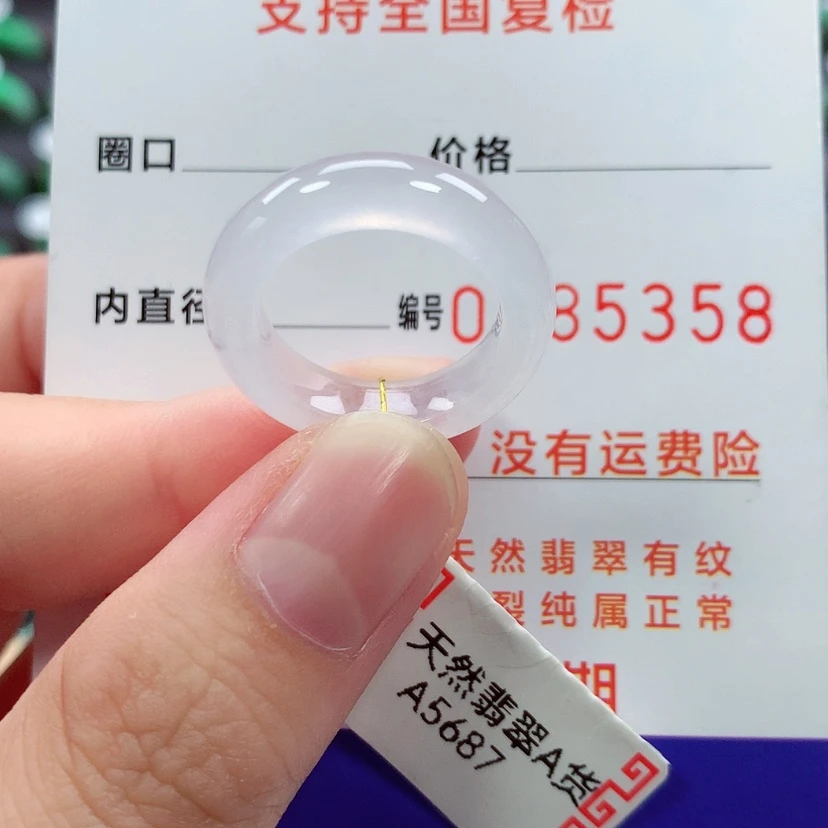 支持全国复检
圈口 价格
内直径 编号 0 85358
没有运费险
天然翡翠有纹
裂纯属正常
期
天然翡翠A货
A5687